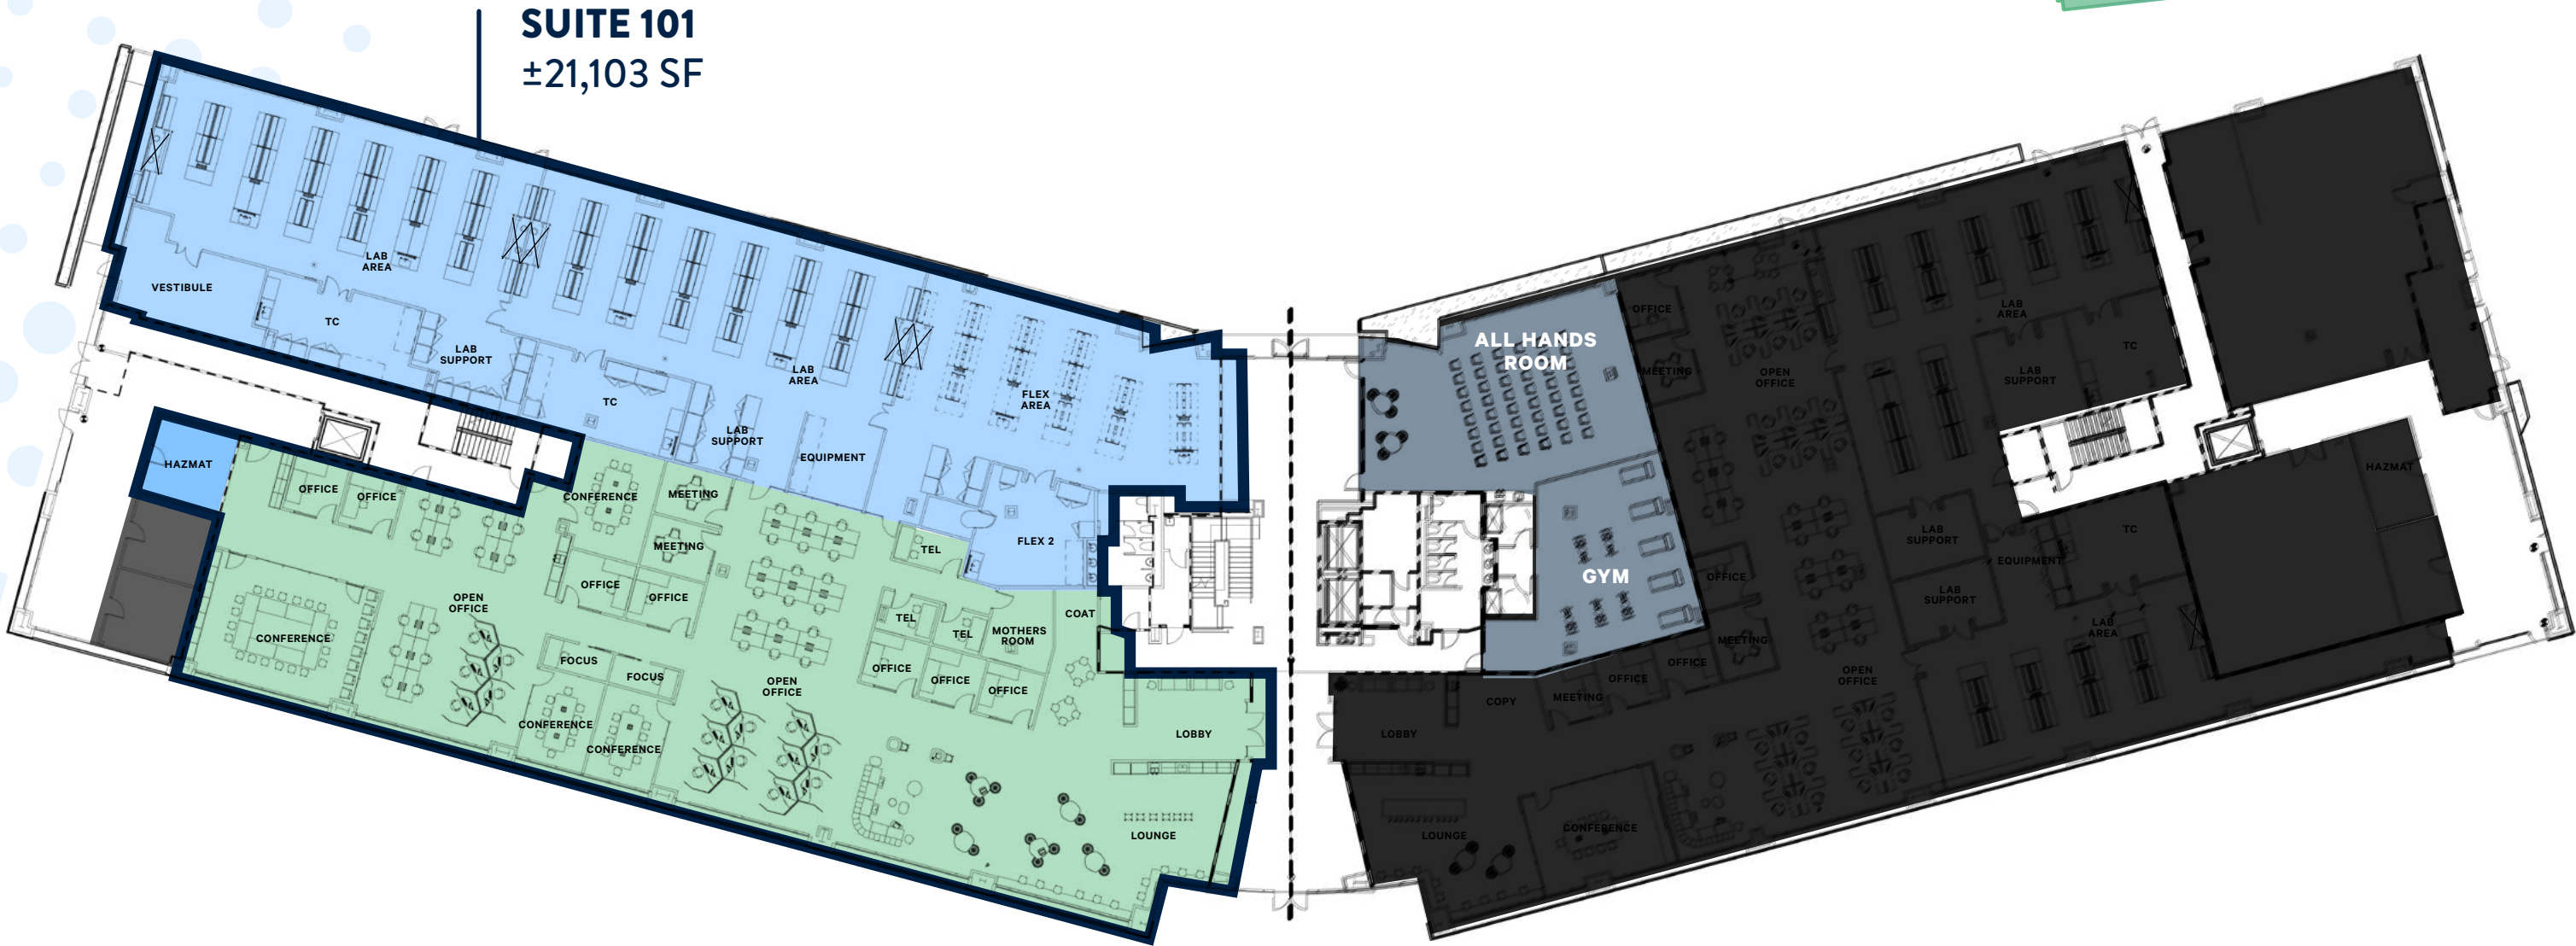 SUITE 101
±21,103 SF
LAB
AREA
VESTIBULE
TC
LAB
SUPPORT
TC
LAB
AREA
LAB
SUPPORT
EQUIPMENT
FLEX
AREA
FLEX 2
HAZMAT
OFFICE
OFFICE
CONFERENCE
MEETING
MEETING
OFFICE
OFFICE
OPEN
OFFICE
CONFERENCE
FOCUS
FOCUS
CONFERENCE
CONFERENCE
OPEN
OFFICE
TEL
TEL
TEL
MOTHERS
ROOM
COAT
OFFICE
OFFICE
OFFICE
LOBBY
LOUNGE
ALL HANDS
ROOM
GYM
OFFICE
MEETING
OPEN
OFFICE
LAB
AREA
LAB
SUPPORT
TC
HAZMAT
LAB
SUPPORT
EQUIPMENT
TC
LAB
SUPPORT
LAB
AREA
OFFICE
MEETING
OFFICE
OFFICE
MEETING
COPY
OPEN
OFFICE
LOBBY
LOUNGE
CONFERENCE